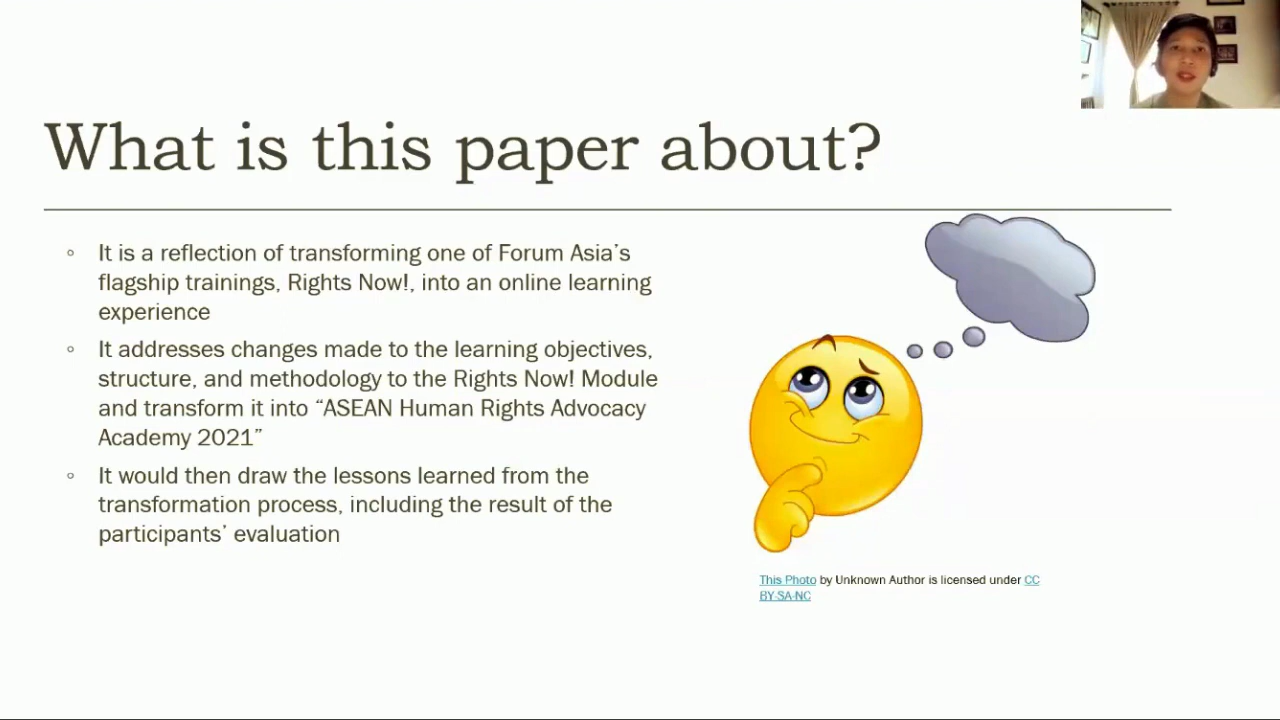 What is this paper about?
It is a reflection of transforming one of Forum Asia’s
flagship trainings, Rights Now!, into an online learning
experience
It addresses changes made to the learning objectives,
structure, and methodology to the Rights Now! Module
and transform it into “ASEAN Human Rights Advocacy
Academy 2021”
It would then draw the lessons learned from the
transformation process, including the result of the
participants’ evaluation
This Photo by Unknown Author is licensed under CC
BY-SA-NC